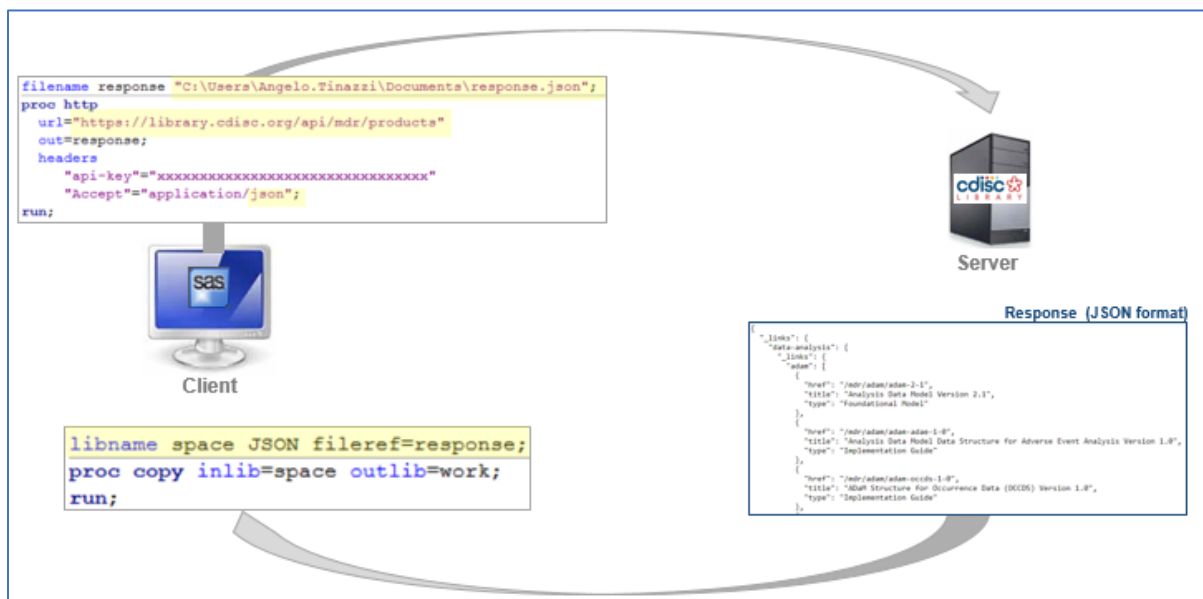 filename response "C:\Users\Angelo.Tinazzi\Documents\response.json";
proc http
url="https://library.cdisc.org/api/mdr/products"
out=response;
headers
"api-key"="xxxxxxxxxxxxxxxxxxxxxxxxxxxxxxxx"
"Accept"="application/json";
run;
sas
Client
cdisc
LIBRARY
Server
libname space JSON fileref=response;
proc copy inlib=space outlib=work;
run;
Response (JSON format)
{
"_links": {
"data-analysis": {
"_links": {
"adam": [
{
"href": "/mdr/adam/adam-2-1",
"title": "Analysis Data Model Version 2.1",
"type": "Foundational Model"
},
{
"href": "/mdr/adam/adam-adae-1-0",
"title": "Analysis Data Model Data Structure for Adverse Event Analysis Version 1.0",
"type": "Implementation Guide"
},
{
"href": "/mdr/adam/adam-occds-1-0",
"title": "ADaM Structure for Occurrence Data (OCCDS) Version 1.0",
"type": "Implementation Guide"
},